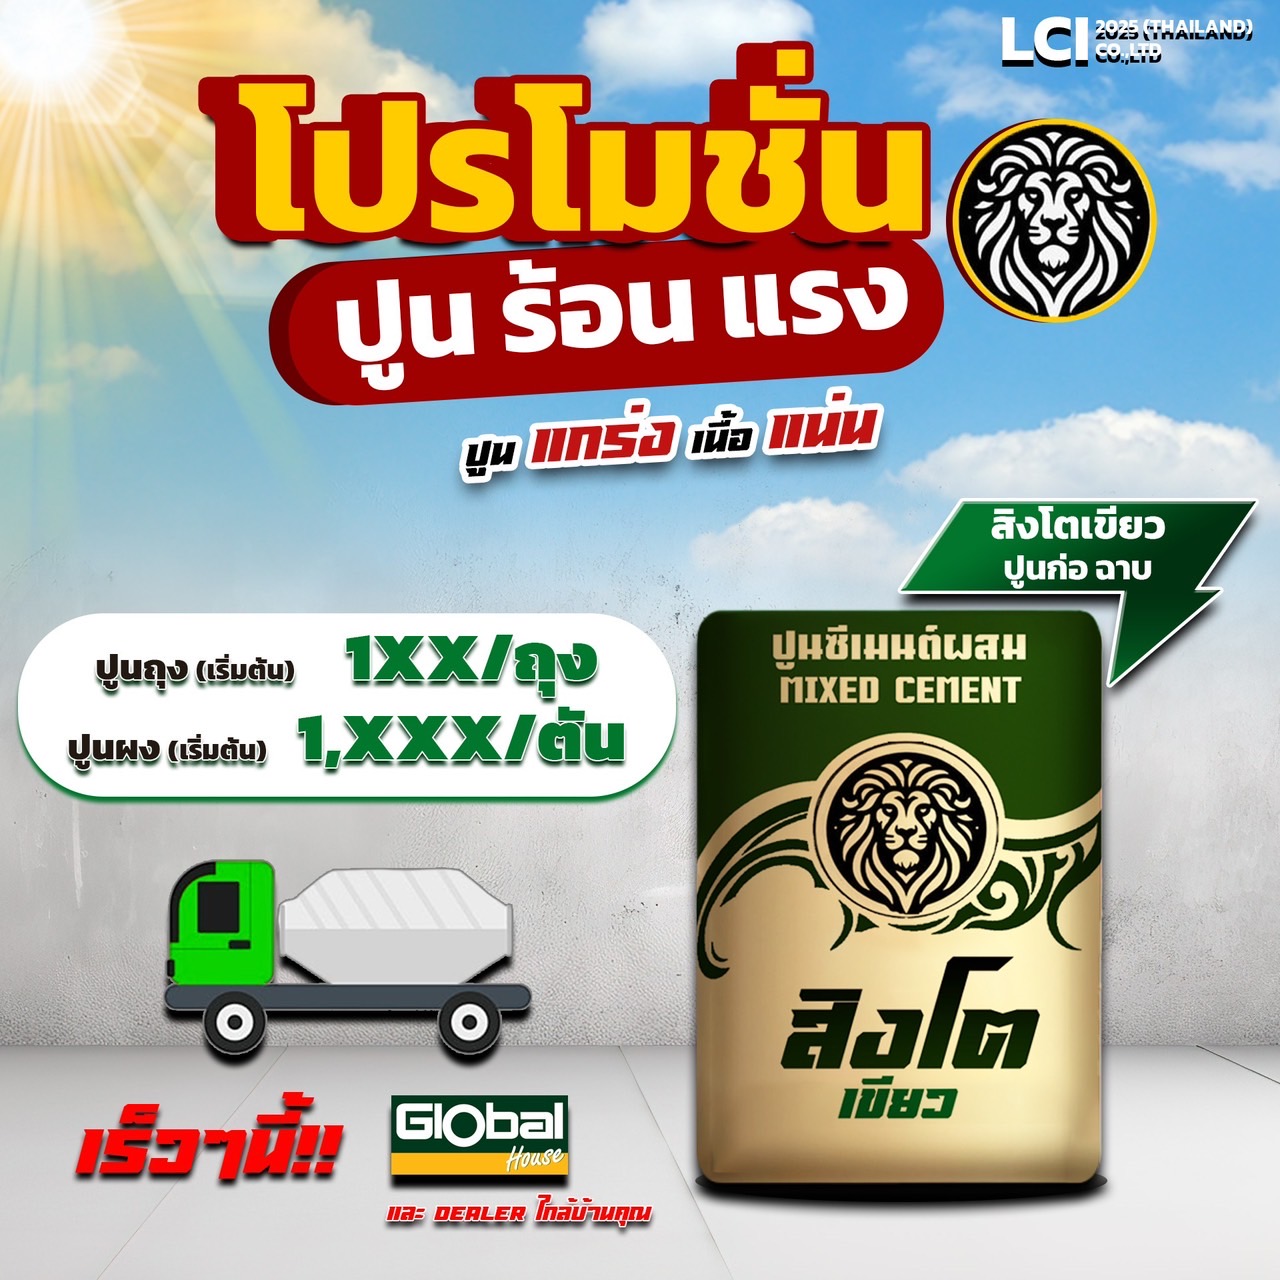 LCI 2025 (THAILAND) CO.,LTD
โปรโมชั่น
ปูน ร้อน แรง
ปูน แกร่ง เนื้อ แน่น
สิงโตเขียว
ปูนก่อ ฉาบ
ปูนถุง (เริ่มต้น) 1XX/ถุง
ปูนผง (เริ่มต้น) 1,XXX/ตัน
ปูนซีเมนต์ผสม
MIXED CEMENT
สิงโต
เขียว
เร็วๆนี้!!
Global
House
และ DEALER ใกล้บ้านคุณ